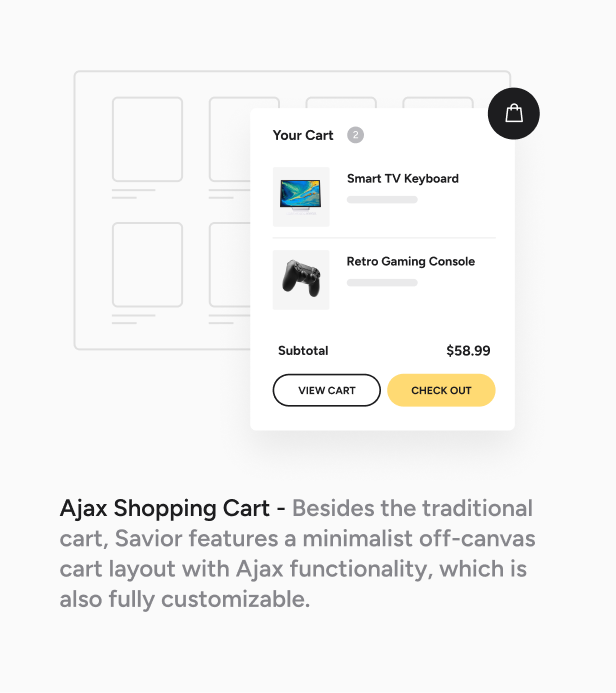 Your Cart 2
Smart TV Keyboard
Retro Gaming Console
Subtotal $58.99
VIEW CART CHECK OUT
Ajax Shopping Cart - Besides the traditional
cart, Savior features a minimalist off-canvas
cart layout with Ajax functionality, which is
also fully customizable.